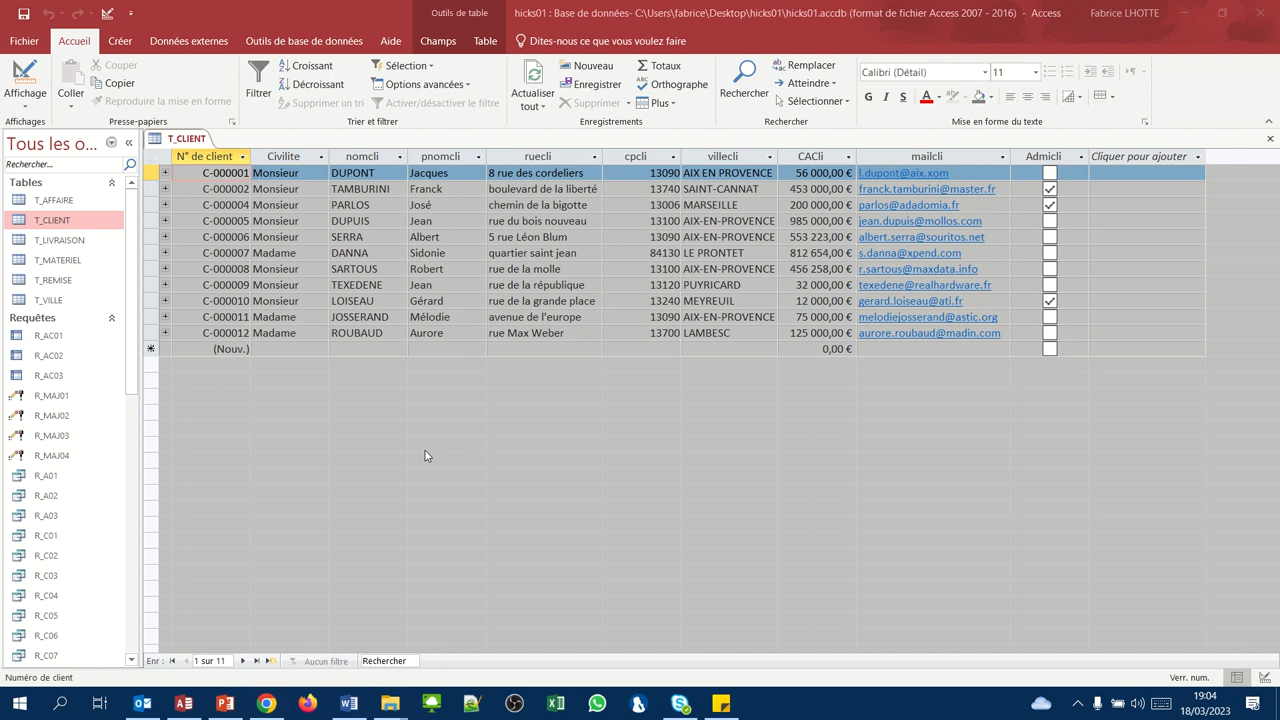 Outils de table
hicks01 : Base de données- C:\Users\fabrice\Desktop\hicks01\hicks01.accdb (format de fichier Access 2007 - 2016) - Access
Fabrice LHOTTE
Fichier Accueil Créer Données externes Outils de base de données Aide Champs Table Dites-nous ce que vous voulez faire
Affichage
Coller
Couper
Copier
Reproduire la mise en forme
Filtrer
Croissant
Décroissant
Supprimer un tri
Sélection
Options avancées
Activer/désactiver le filtre
Actualiser
tout
Nouveau
Enregistrer
Supprimer
Totaux
Orthographe
Plus
Rechercher
Remplacer
Atteindre
Sélectionner
Calibri (Détail) 11
G I S A
Affichages Presse-papiers Trier et filtrer Enregistrements Rechercher Mise en forme du texte
Tous les o...
Rechercher...
Tables
T_AFFAIRE
T_CLIENT
T_LIVRAISON
T_MATERIEL
T_REMISE
T_VILLE
Requêtes
R_AC01
R_AC02
R_AC03
R_MAJ01
R_MAJ02
R_MAJ03
R_MAJ04
R_A01
R_A02
R_A03
R_C01
R_C02
R_C03
R_C04
R_C05
R_C06
R_C07
T_CLIENT
N° de client Civilite nomcli pnomcli ruecli cpcli villecli CACli mailcli Admicli Cliquer pour ajouter
C-000001 Monsieur DUPONT Jacques 8 rue des cordeliers 13090 AIX EN PROVENCE 56 000,00 € l.dupont@aix.xom
C-000002 Monsieur TAMBURINI Franck boulevard de la liberté 13740 SAINT-CANNAT 453 000,00 € franck.tamburini@master.fr
C-000004 Monsieur PARLOS José chemin de la bigotte 13006 MARSEILLE 200 000,00 € parlos@adadomia.fr
C-000005 Monsieur DUPUIS Jean rue du bois nouveau 13100 AIX-EN-PROVENCE 985 000,00 € jean.dupuis@mollos.com
C-000006 Monsieur SERRA Albert 5 rue Léon Blum 13090 AIX-EN-PROVENCE 553 223,00 € albert.serra@souritos.net
C-000007 Madame DANNA Sidonie quartier saint jean 84130 LE PRONTET 812 654,00 € s.danna@xpend.com
C-000008 Monsieur SARTOUS Robert rue de la molle 13100 AIX-EN-PROVENCE 456 258,00 € r.sartous@maxdata.info
C-000009 Monsieur TEXEDENE Jean rue de la république 13120 PUYRICARD 32 000,00 € texedene@realhardware.fr
C-000010 Monsieur LOISEAU Gérard rue de la grande place 13240 MEYREUIL 12 000,00 € gerard.loiseau@ati.fr
C-000011 Madame JOSSERAND Mélodie avenue de l'europe 13090 AIX-EN-PROVENCE 75 000,00 € melodiejosserand@astic.org
C-000012 Madame ROUBAUD Aurore rue Max Weber 13700 LAMBESC 125 000,00 € aurore.roubaud@madin.com
(Nouv.) 0,00 €
Enr : 1 sur 11 Aucun filtre Rechercher
Numéro de client
Verr. num.
19:04
18/03/2023